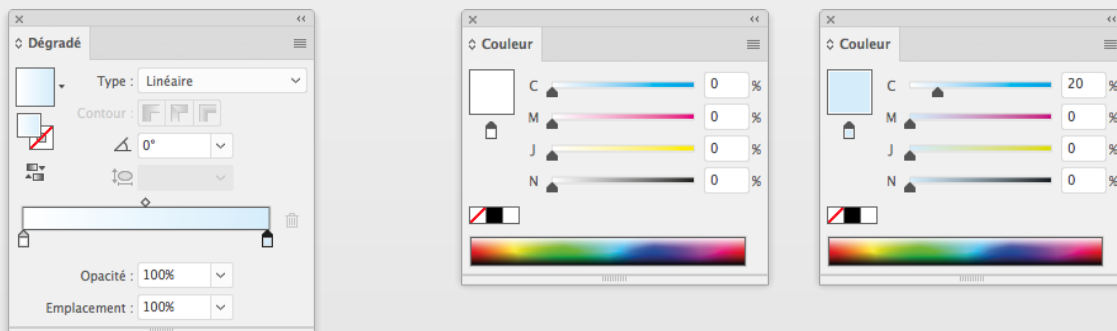 Dégradé
Type : Linéaire
Contour :
0°
Opacité : 100%
Emplacement : 100%
Couleur
C 0 %
M 0 %
J 0 %
N 0 %
Couleur
C 20 %
M 0 %
J 0 %
N 0 %